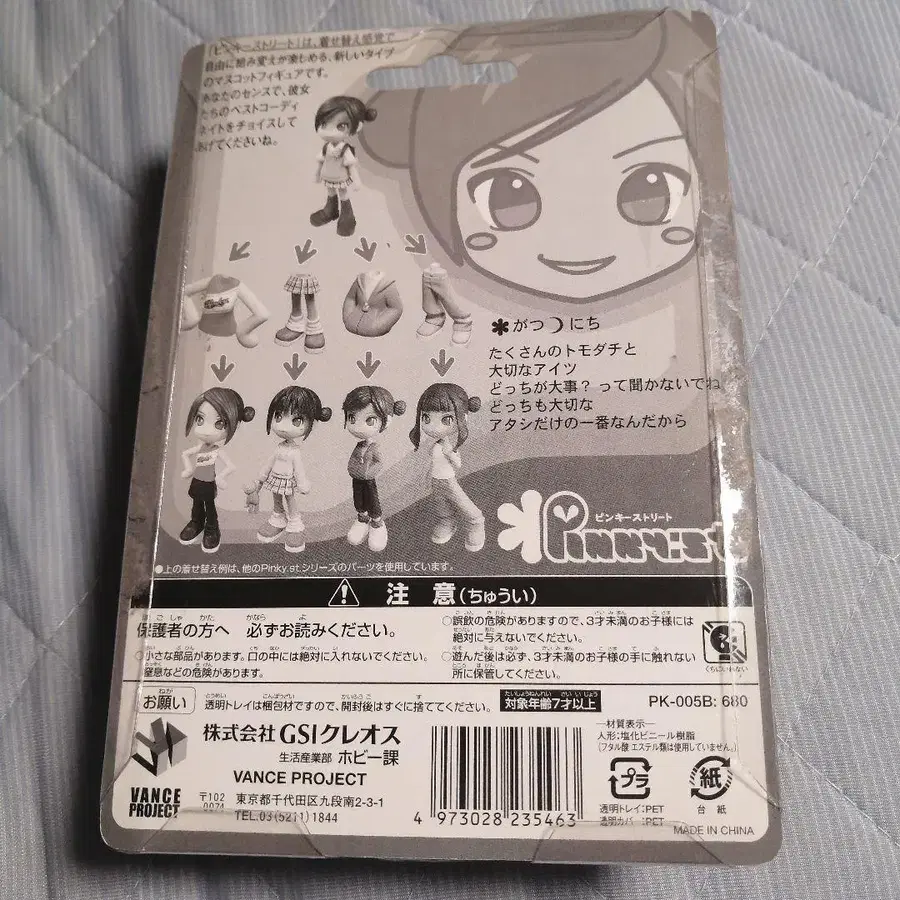 「ピンキーストリート」は、着せ替え感覚で
自由に組み変えが楽しめる、新しいタイプ
のマスコットフィギュアです。
あなたのセンスで、彼女
たちのベストコーディ
ネイトをチョイスして
あげてくださいね。
✻がつ☽にち
たくさんのトモダチと
大切なアイツ
どっちが大事？って聞かないでね
どっちも大切な
アタシだけの一番なんだから
ピンキーストリート
PINKY:ST
●上の着せ替え例は、他のPinky.st.シリーズのパーツを使用しています。
注 意(ちゅうい)
保護者の方へ 必ずお読みください。
○小さな部品があります。口の中には絶対に入れないでください。
窒息などの危険があります。
○誤飲の危険がありますので、3才未満のお子様には
絶対に与えないでください。
○遊んだ後は必ず、3才未満のお子様の手に触れない
所に保管してください。
くちにいれない
お願い
透明トレイは梱包材ですので、開封後はすぐに捨ててください。
対象年齢7才以上
PK-005B: 680
株式会社GSIクレオス
生活産業部 ホビー課
VANCE PROJECT
VANCE
PROJECT
〒102
0074
東京都千代田区九段南2-3-1
TEL.03(5211)1844
4 973028 235463
—材質表示—
人形:塩化ビニール樹脂
(フタル酸エステル類は使用していません。)
プラ
紙
透明トレイ:PET
透明カバー:PET
台 紙
MADE IN CHINA